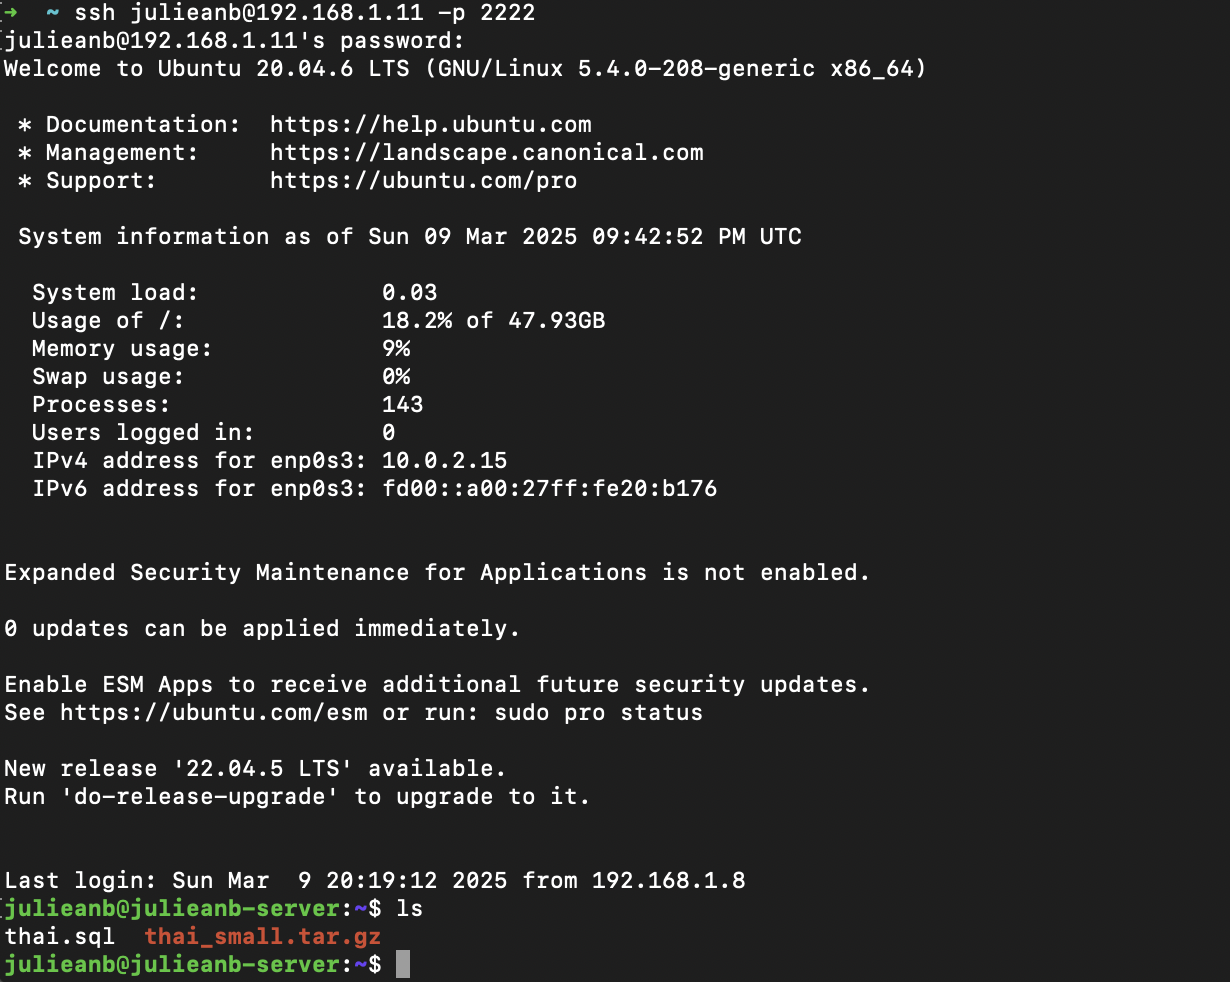 →  ~ ssh julieanb@192.168.1.11 -p 2222
julieanb@192.168.1.11's password:
Welcome to Ubuntu 20.04.6 LTS (GNU/Linux 5.4.0-208-generic x86_64)
* Documentation:  https://help.ubuntu.com
* Management:     https://landscape.canonical.com
* Support:        https://ubuntu.com/pro
System information as of Sun 09 Mar 2025 09:42:52 PM UTC
System load:             0.03
Usage of /:              18.2% of 47.93GB
Memory usage:            9%
Swap usage:              0%
Processes:               143
Users logged in:         0
IPv4 address for enp0s3: 10.0.2.15
IPv6 address for enp0s3: fd00::a00:27ff:fe20:b176
Expanded Security Maintenance for Applications is not enabled.
0 updates can be applied immediately.
Enable ESM Apps to receive additional future security updates.
See https://ubuntu.com/esm or run: sudo pro status
New release '22.04.5 LTS' available.
Run 'do-release-upgrade' to upgrade to it.
Last login: Sun Mar  9 20:19:12 2025 from 192.168.1.8
julieanb@julieanb-server:~$ ls
thai.sql  thai_small.tar.gz
julieanb@julieanb-server:~$